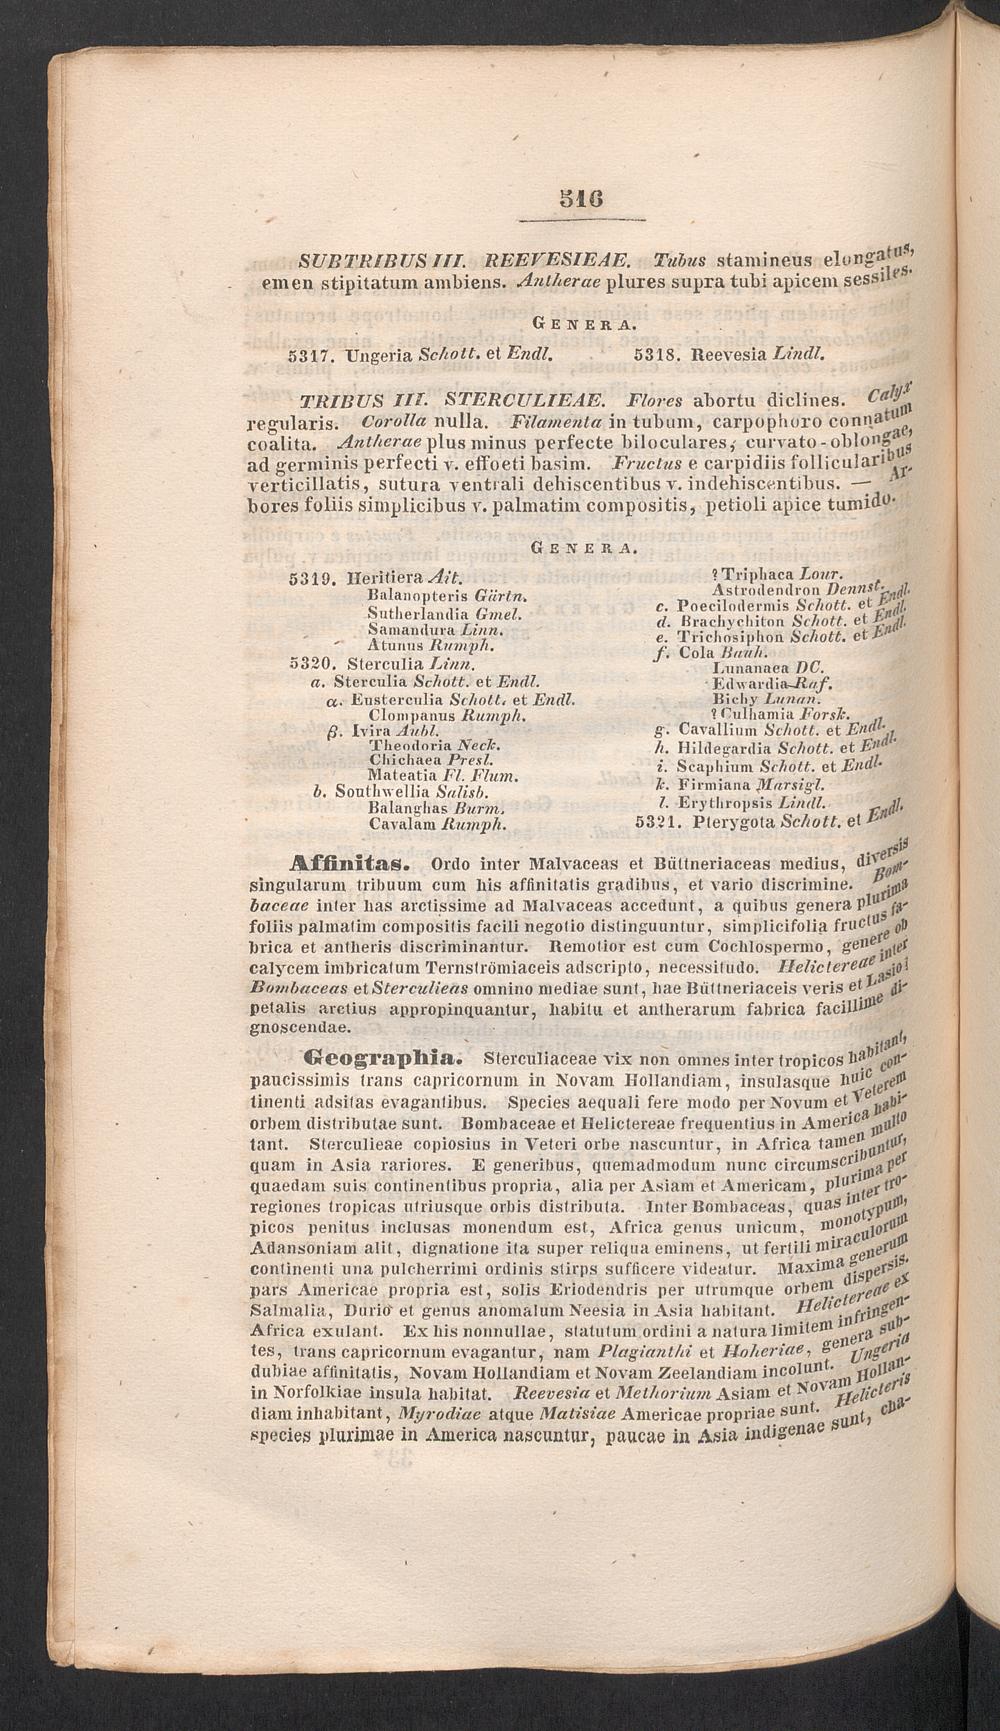 516
SUBTRIBUS III. REEVESIEAE. Tubus stamineus elongatus,
emen stipitatum ambiens. Antherae plures supra tubi apicem sessiles.
GENERA.
5317. Ungeria Schott. et Endl.
5318. Reevesia Lindl.
TRIBUS III. STERCULIEAE. Flores abortu diclines. Calyx
regularis. Corolla nulla. Filamenta in tubum, carpophoro connatum
coalita. Antherae plus minus perfecte biloculares, curvato-oblongae,
ad germinis perfecti v. effoeti basim. Fructus e carpidiis follicularibus
verticillatis, sutura ventrali dehiscentibus v. indehiscentibus. — Ar-
bores foliis simplicibus v. palmatim compositis, petioli apice tumido.
GENERA.
5319. Heritiera Ait.
Balanopteris Gärtn.
Sutherlandia Gmel.
Samandura Linn.
Atunus Rumph.
5320. Sterculia Linn.
a. Sterculia Schott. et Endl.
α. Eusterculia Schott. et Endl.
Clompanus Rumph.
β. Ivira Aubl.
Theodoria Neck.
Chichaea Presl.
Mateatia Fl. Flum.
b. Southwellia Salisb.
Balanghas Burm.
Cavalam Rumph.
? Triphaca Lour.
Astrodendron Dennst.
c. Poecilodermis Schott. et Endl.
d. Brachychiton Schott. et Endl.
e. Trichosiphon Schott. et Endl.
f. Cola Bauh.
Lunanaea DC.
Edwardia Raf.
Bichy Lunan.
? Culhamia Forsk.
g. Cavallium Schott. et Endl.
h. Hildegardia Schott. et Endl.
i. Scaphium Schott. et Endl.
k. Firmiana Marsigl.
l. Erythropsis Lindl.
5321. Pterygota Schott. et Endl.
Affinitas. Ordo inter Malvaceas et Büttneriaceas medius, diversis
singularum tribuum cum his affinitatis gradibus, et vario discrimine. Bom-
baceae inter has arctissime ad Malvaceas accedunt, a quibus genera plurima
foliis palmatim compositis facili negotio distinguuntur, simplicifolia fructus fa-
brica et antheris discriminantur. Remotior est cum Cochlospermo, genere ob
calycem imbricatum Ternströmiaceis adscripto, necessitudo. Helictereae inter
Bombaceas et Sterculieas omnino mediae sunt, hae Büttneriaceis veris et Lasio
petalis arctius appropinquantur, habitu et antherarum fabrica facillime di-
gnoscendae.
Geographia. Sterculiaceae vix non omnes inter tropicos habitant,
paucissimis trans capricornum in Novam Hollandiam, insulasque huic con-
tinenti adsitas evagantibus. Species aequali fere modo per Novum et Veterem
orbem distributae sunt. Bombaceae et Helictereae frequentius in America habi-
tant. Sterculieae copiosius in Veteri orbe nascuntur, in Africa tamen multo
quam in Asia rariores. E generibus, quemadmodum nunc circumscribuntur,
quaedam suis continentibus propria, alia per Asiam et Americam, plurima per
regiones tropicas utriusque orbis distributa. Inter Bombaceas, quas inter tro-
picos penitus inclusas monendum est, Africa genus unicum, monotypum,
Adansoniam alit, dignatione ita super reliqua eminens, ut fertili miraculorum
continenti una pulcherrimi ordinis stirps sufficere videatur. Maxima generum
pars Americae propria est, solis Eriodendris per utrumque orbem dispersis.
Salmalia, Durio et genus anomalum Neesia in Asia habitant. Helictereae ex
Africa exulant. Ex his nonnullae, statutum ordini a natura limitem infringen-
tes, trans capricornum evagantur, nam Plagianthi et Hoheriae, genera sub-
dubiae affinitatis, Novam Hollandiam et Novam Zeelandiam incolunt. Ungeria
in Norfolkiae insula habitat. Reevesia et Methorium Asiam et Novam Hollan-
diam inhabitant, Myrodiae atque Matisiae Americae propriae sunt. Helicteris
species plurimae in America nascuntur, paucae in Asia indigenae sunt, cha-